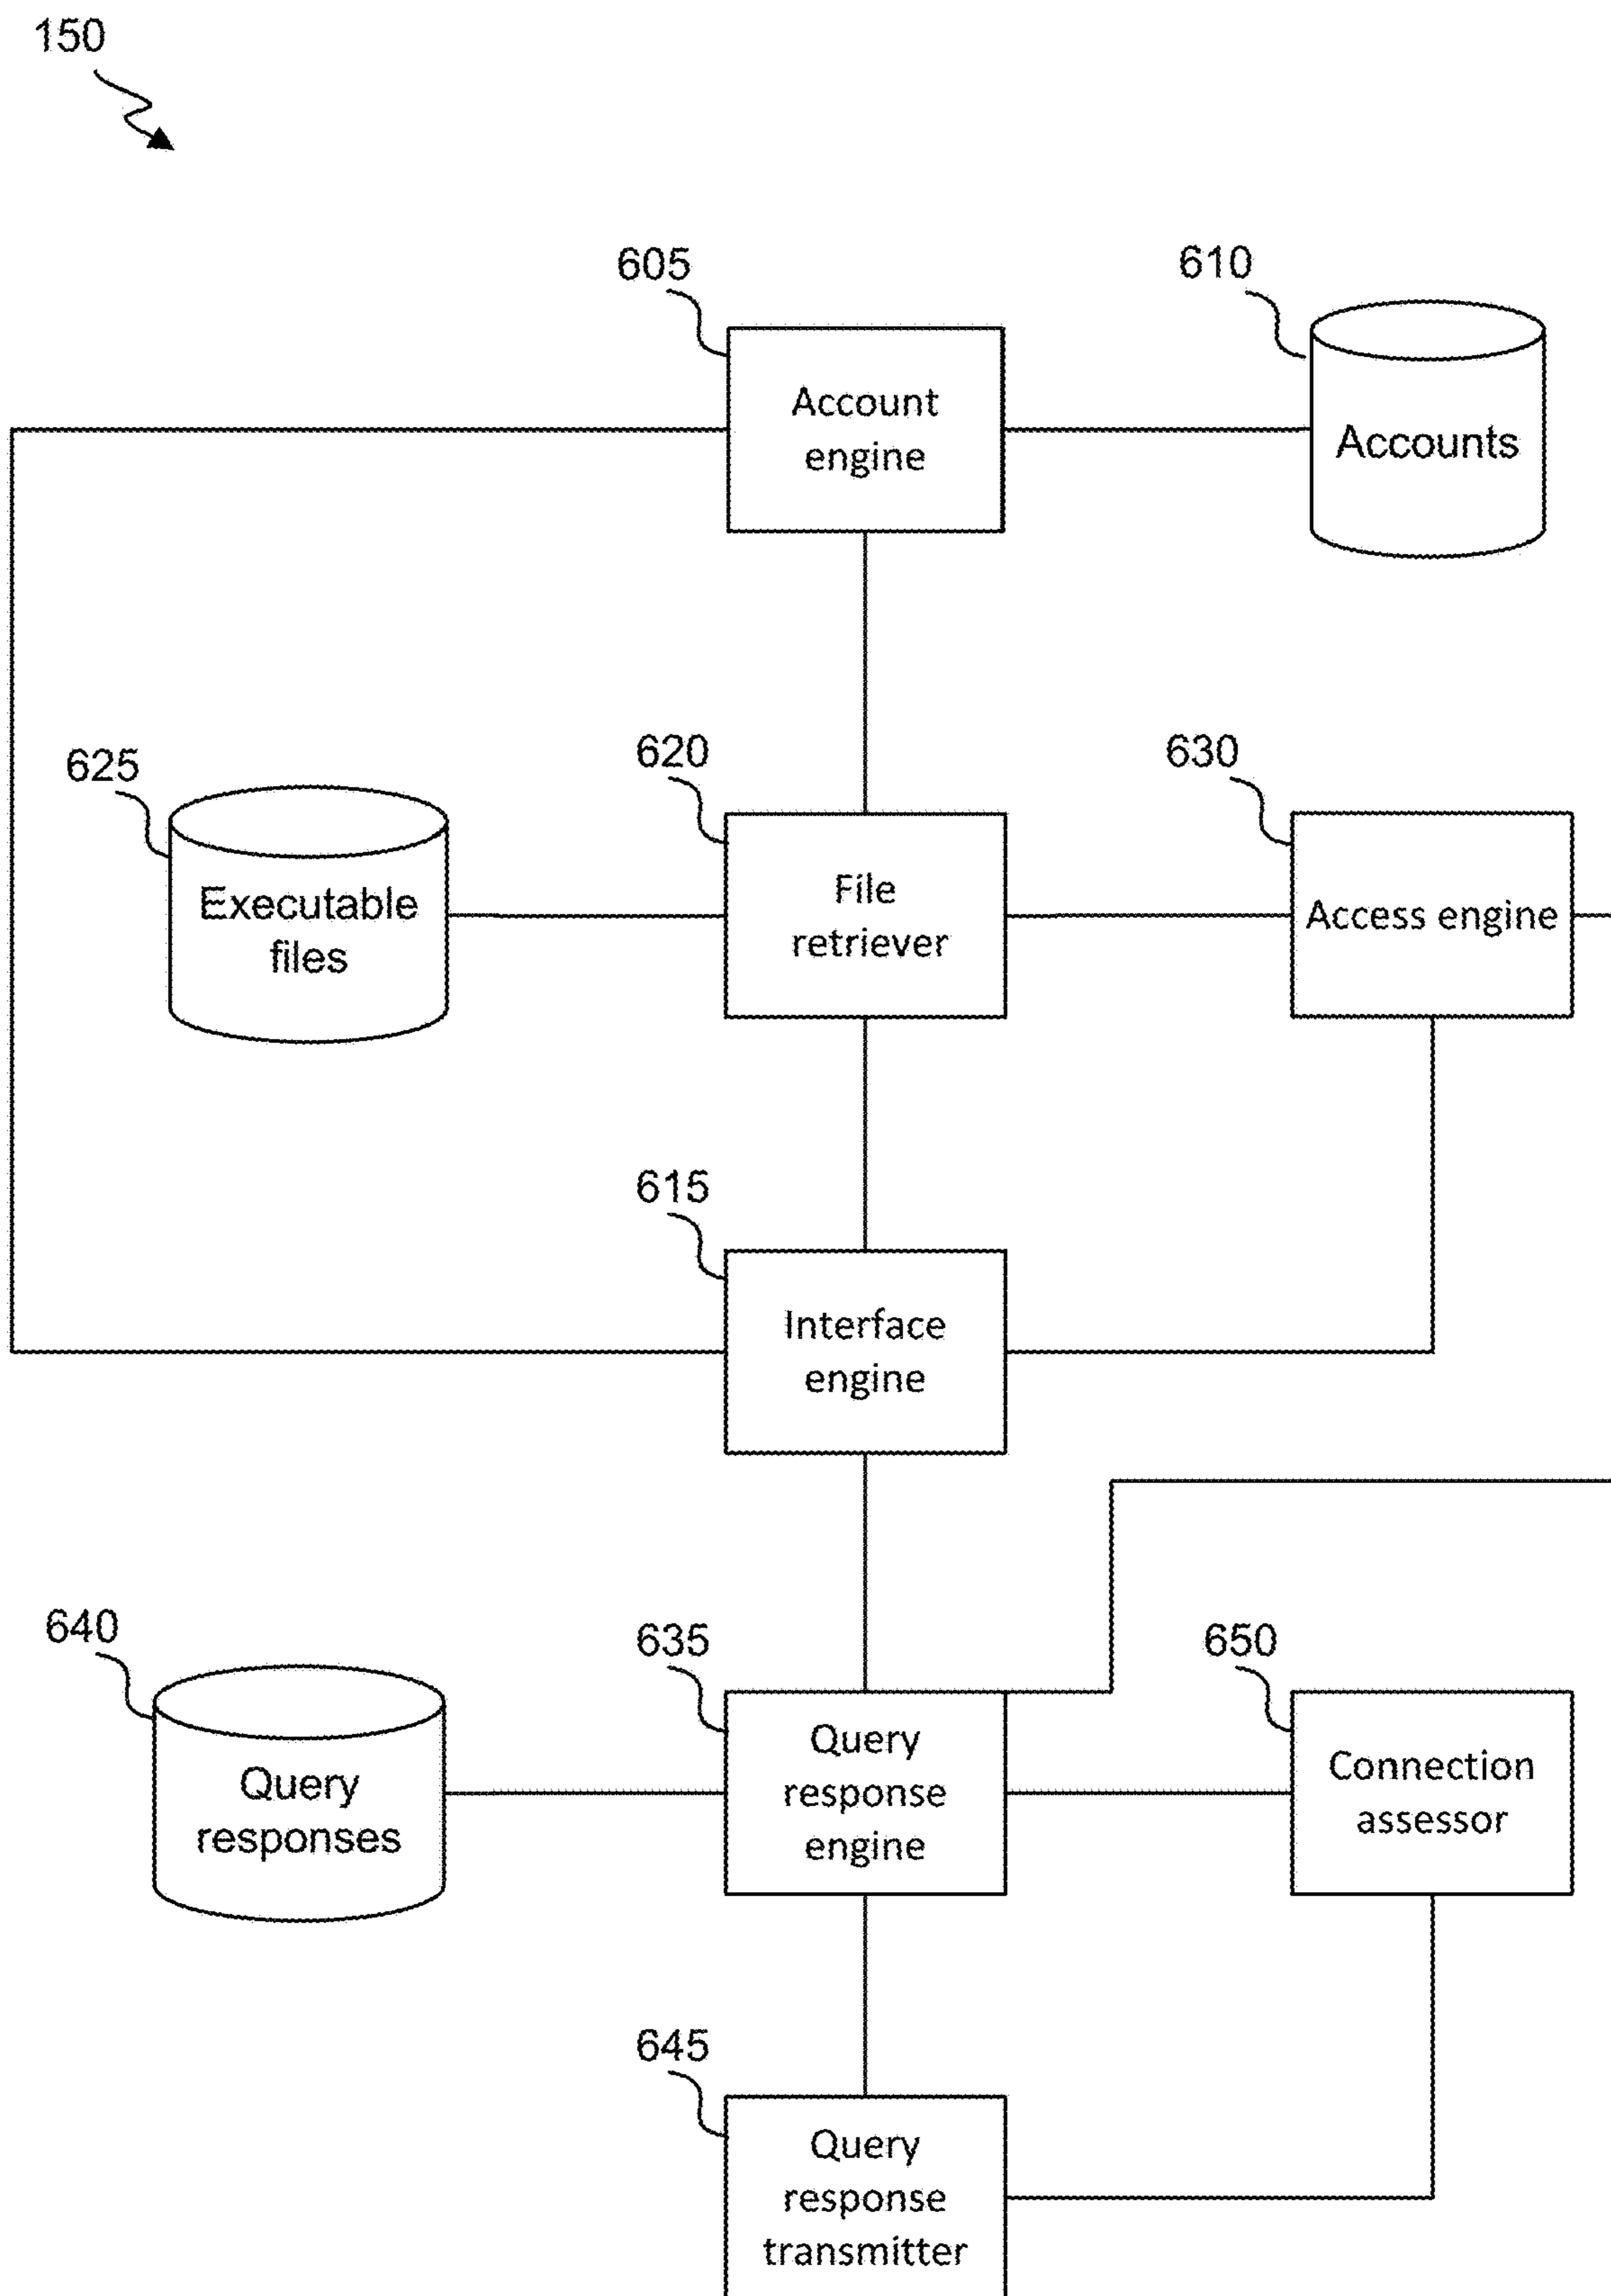 150
605
610
Account
engine
Accounts
625
620
630
Executable
files
File
retriever
Access engine
615
Interface
engine
640
635
650
Query
responses
Query
response
engine
Connection
assessor
645
Query
response
transmitter